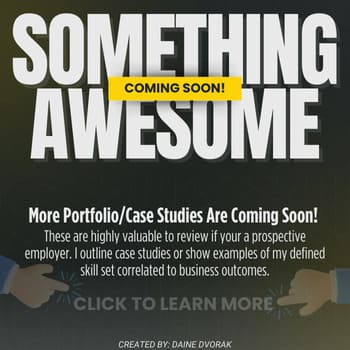 SOMETHING
COMING SOON!
AWESOME
More Portfolio/Case Studies Are Coming Soon!
These are highly valuable to review if your a prospective
employer. I outline case studies or show examples of my defined
skill set correlated to business outcomes.
CLICK TO LEARN MORE
CREATED BY: DAINE DVORAK